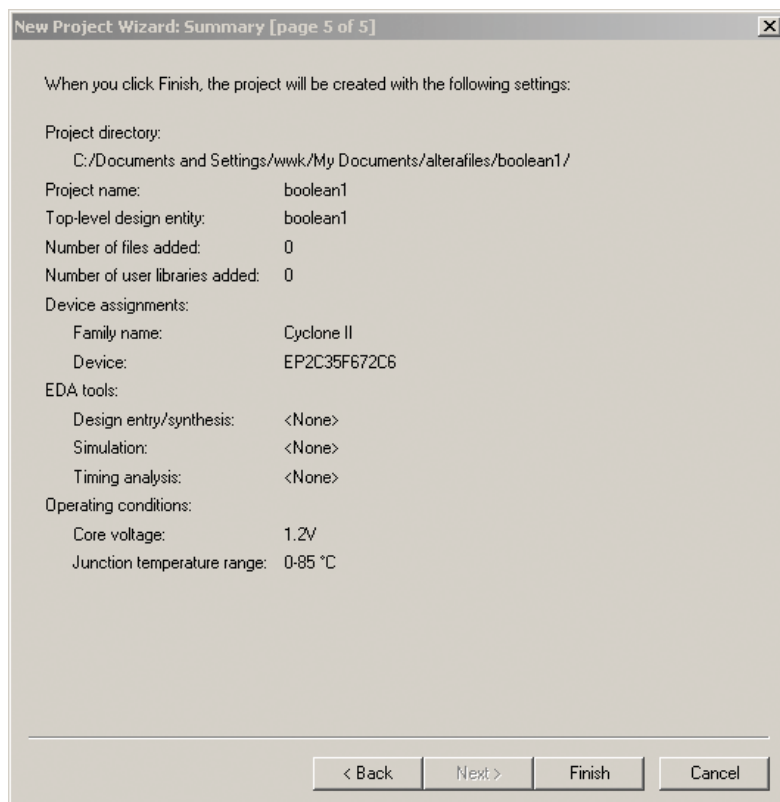 New Project Wizard: Summary [page 5 of 5]
When you click Finish, the project will be created with the following settings:
Project directory:
C:/Documents and Settings/wwk/My Documents/alterafiles/boolean1/
Project name: boolean1
Top-level design entity: boolean1
Number of files added: 0
Number of user libraries added: 0
Device assignments:
Family name: Cyclone II
Device: EP2C35F672C6
EDA tools:
Design entry/synthesis: <None>
Simulation: <None>
Timing analysis: <None>
Operating conditions:
Core voltage: 1.2V
Junction temperature range: 0-85 °C
< Back Next > Finish Cancel